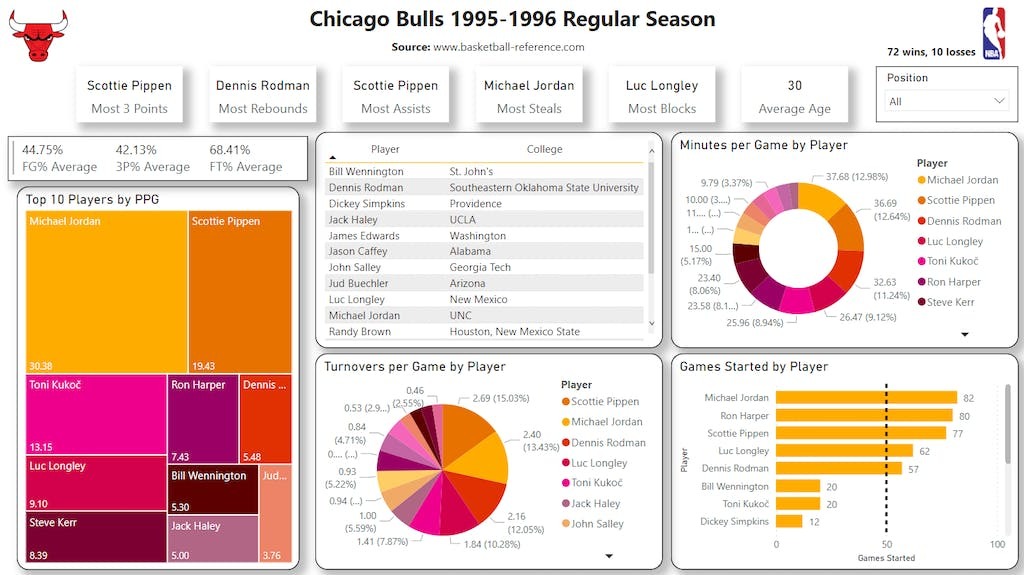 Chicago Bulls 1995-1996 Regular Season
Source: www.basketball-reference.com
NBA
72 wins, 10 losses
Scottie Pippen
Most 3 Points
Dennis Rodman
Most Rebounds
Scottie Pippen
Most Assists
Michael Jordan
Most Steals
Luc Longley
Most Blocks
30
Average Age
Position
All
44.75%
FG% Average
42.13%
3P% Average
68.41%
FT% Average
Top 10 Players by PPG
Michael Jordan
30.38
Scottie Pippen
19.43
Toni Kukoč
13.15
Ron Harper
7.43
Dennis ...
5.48
Luc Longley
9.10
Bill Wennington
5.30
Jud...
3.76
Steve Kerr
8.39
Jack Haley
5.00
Player College
Bill Wennington St. John's
Dennis Rodman Southeastern Oklahoma State University
Dickey Simpkins Providence
Jack Haley UCLA
James Edwards Washington
Jason Caffey Alabama
John Salley Georgia Tech
Jud Buechler Arizona
Luc Longley New Mexico
Michael Jordan UNC
Randy Brown Houston, New Mexico State
Minutes per Game by Player
37.68 (12.98%)
36.69
(12.64%)
32.63
(11.24%)
26.47 (9.12%)
25.96 (8.94%)
23.58 (8.1...)
23.40
(8.06%)
15.00
(5.17%)
1... (...)
11.... (...)
10.00 (3....)
9.79 (3.37%)
Player
Michael Jordan
Scottie Pippen
Dennis Rodman
Luc Longley
Toni Kukoč
Ron Harper
Steve Kerr
Turnovers per Game by Player
2.69 (15.03%)
2.40
(13.43%)
2.16
(12.05%)
1.84 (10.28%)
1.41 (7.87%)
1.00
(5.59%)
0.94 (...)
0.93
(5.22%)
0.... (...)
0.84
(4.71%)
0.53 (2.9...)
0.46
(2.55%)
Player
Scottie Pippen
Michael Jordan
Dennis Rodman
Luc Longley
Toni Kukoč
Jack Haley
John Salley
Games Started by Player
Player
Michael Jordan 82
Ron Harper 80
Scottie Pippen 77
Luc Longley 62
Dennis Rodman 57
Bill Wennington 20
Toni Kukoč 20
Dickey Simpkins 12
0 50 100
Games Started